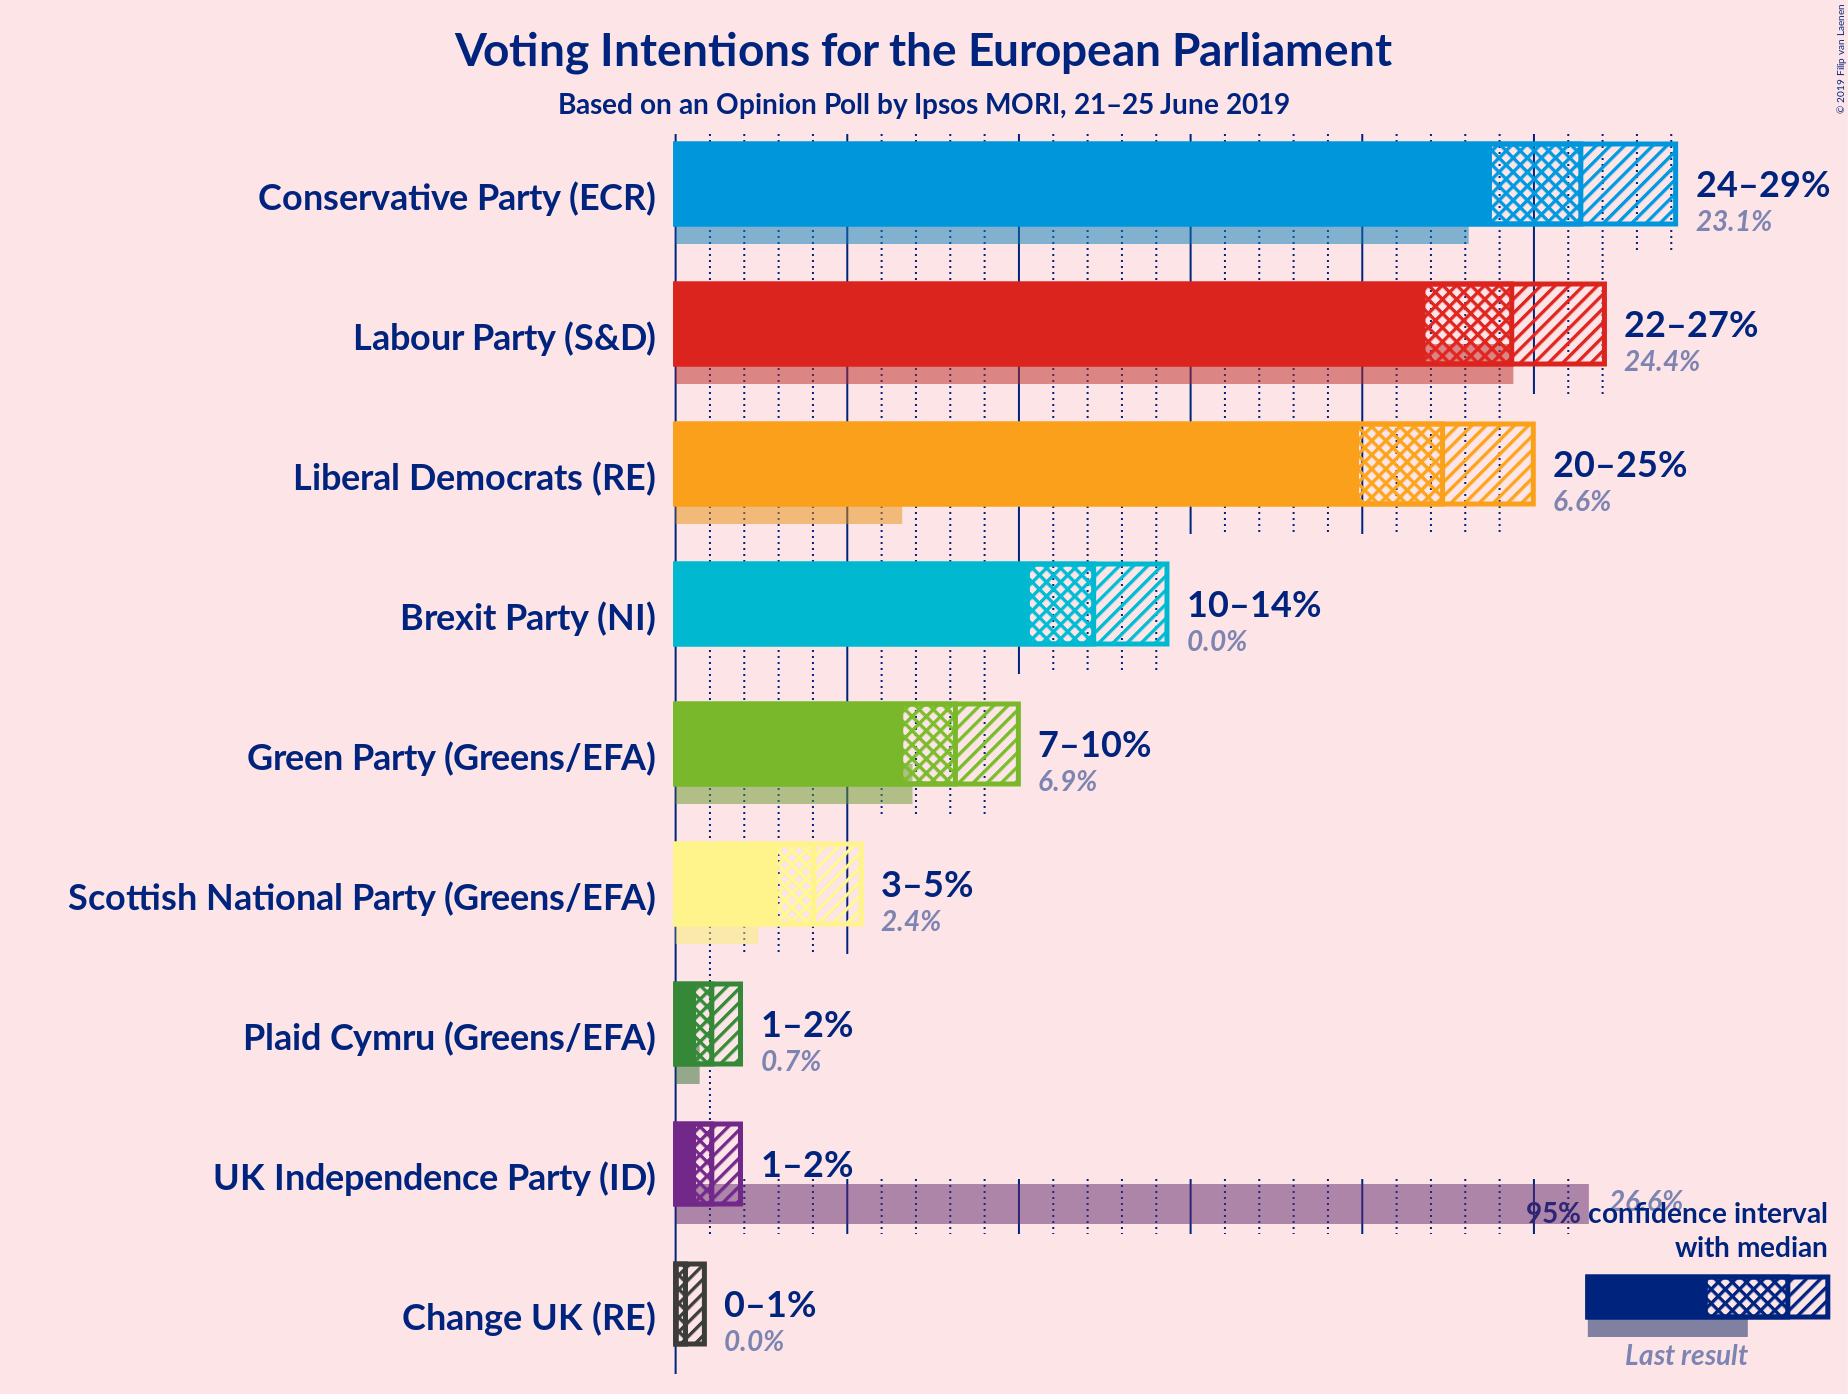 Voting Intentions for the European Parliament
Based on an Opinion Poll by Ipsos MORI, 21–25 June 2019
© 2019 Filip van Laenen
Conservative Party (ECR)
24–29%
23.1%
Labour Party (S&D)
22–27%
24.4%
Liberal Democrats (RE)
20–25%
6.6%
Brexit Party (NI)
10–14%
0.0%
Green Party (Greens/EFA)
7–10%
6.9%
Scottish National Party (Greens/EFA)
3–5%
2.4%
Plaid Cymru (Greens/EFA)
1–2%
0.7%
UK Independence Party (ID)
1–2%
26.6%
Change UK (RE)
0–1%
0.0%
95% confidence interval
with median
Last result